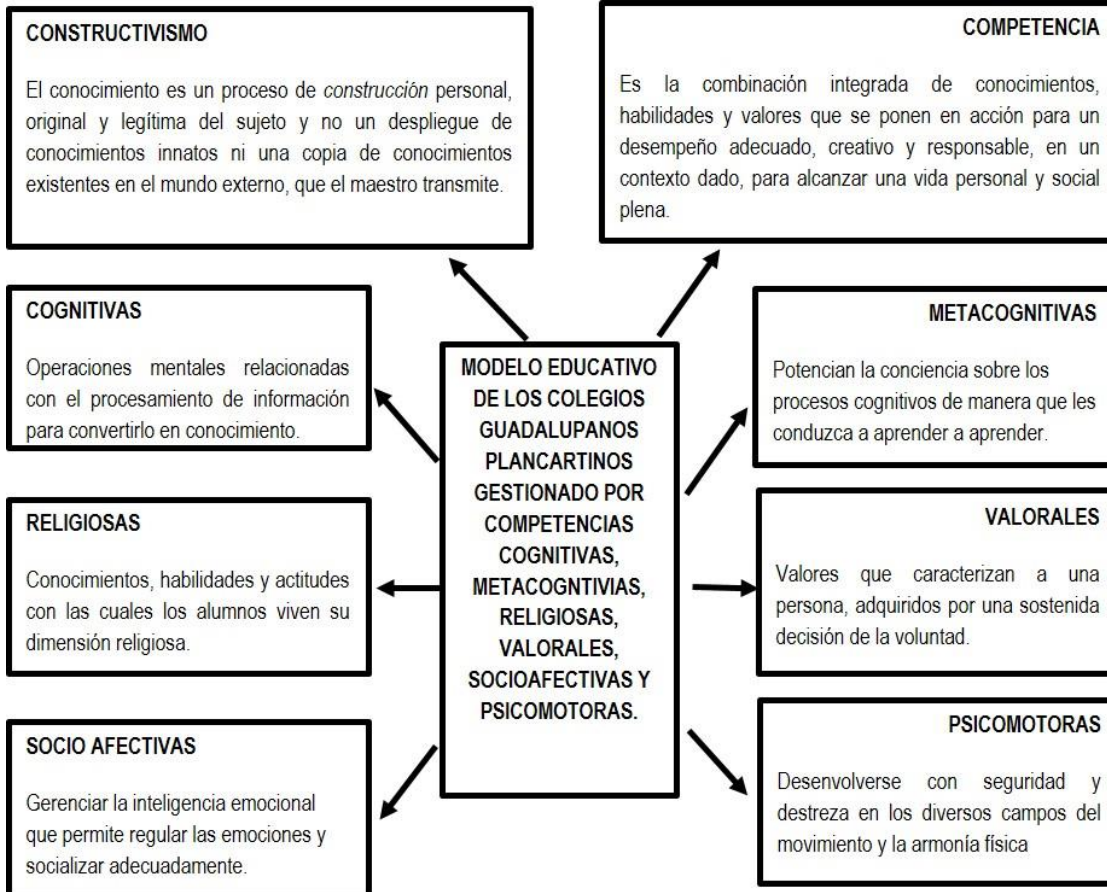 CONSTRUCTIVISMO
El conocimiento es un proceso de construcción personal,
original y legítima del sujeto y no un despliegue de
conocimientos innatos ni una copia de conocimientos
existentes en el mundo externo, que el maestro transmite.
COMPETENCIA
Es la combinación integrada de conocimientos,
habilidades y valores que se ponen en acción para un
desempeño adecuado, creativo y responsable, en un
contexto dado, para alcanzar una vida personal y social
plena.
COGNITIVAS
Operaciones mentales relacionadas
con el procesamiento de información
para convertirlo en conocimiento.
METACOGNITIVAS
Potencian la conciencia sobre los
procesos cognitivos de manera que les
conduzca a aprender a aprender.
MODELO EDUCATIVO
DE LOS COLEGIOS
GUADALUPANOS
PLANCARTINOS
GESTIONADO POR
COMPETENCIAS
COGNITIVAS,
METACOGNTIVIAS,
RELIGIOSAS,
VALORALES,
SOCIOAFECTIVAS Y
PSICOMOTORAS.
RELIGIOSAS
Conocimientos, habilidades y actitudes
con las cuales los alumnos viven su
dimensión religiosa.
VALORALES
Valores que caracterizan a una
persona, adquiridos por una sostenida
decisión de la voluntad.
SOCIO AFECTIVAS
Gerenciar la inteligencia emocional
que permite regular las emociones y
socializar adecuadamente.
PSICOMOTORAS
Desenvolverse con seguridad y
destreza en los diversos campos del
movimiento y la armonía física